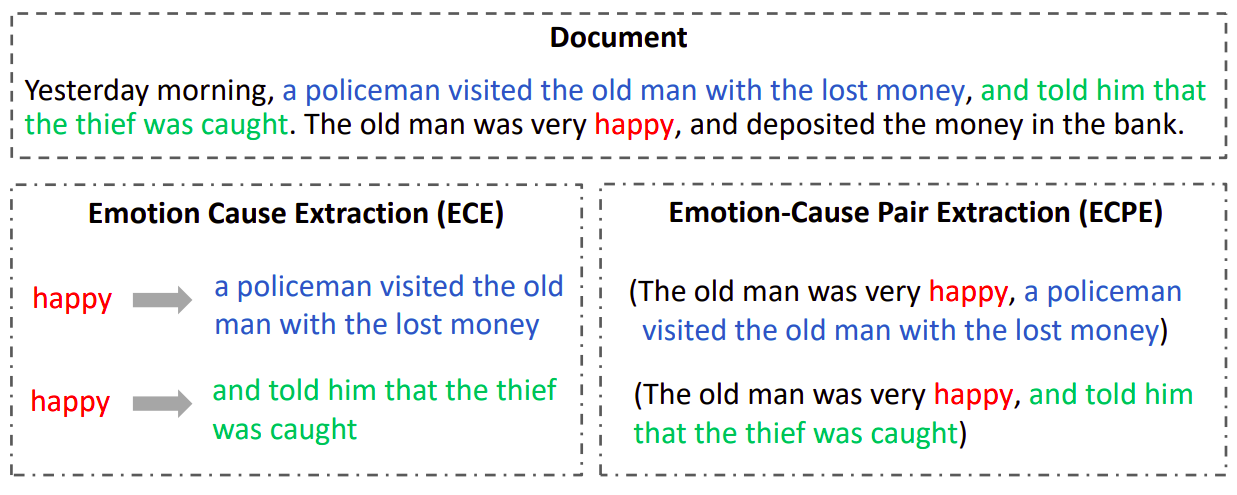 Document
Yesterday morning, a policeman visited the old man with the lost money, and told him that
the thief was caught. The old man was very happy, and deposited the money in the bank.
Emotion Cause Extraction (ECE)
happy
a policeman visited the old
man with the lost money
happy
and told him that the thief
was caught
Emotion-Cause Pair Extraction (ECPE)
(The old man was very happy, a policeman
visited the old man with the lost money)
(The old man was very happy, and told him
that the thief was caught)